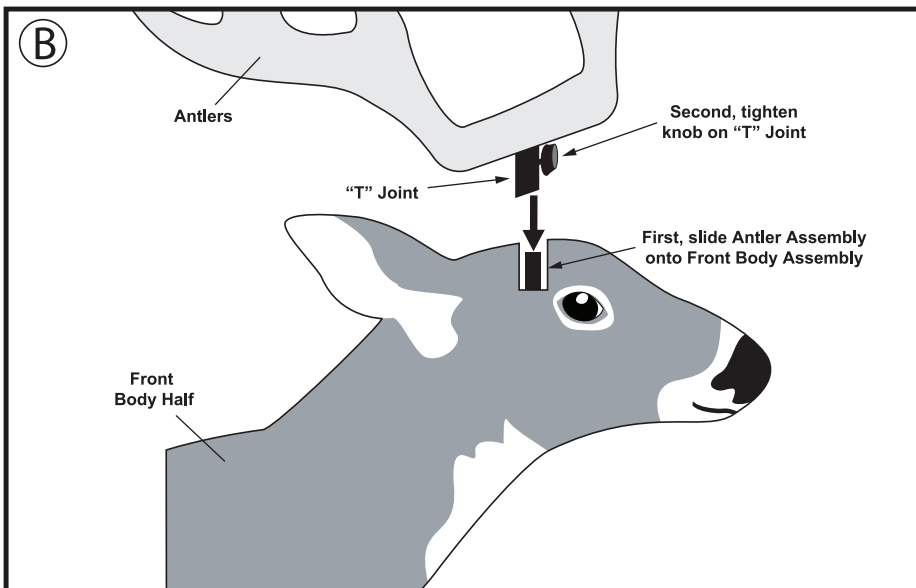 B
Antlers
Second, tighten
knob on “T” Joint
“T” Joint
First, slide Antler Assembly
onto Front Body Assembly
Front
Body Half